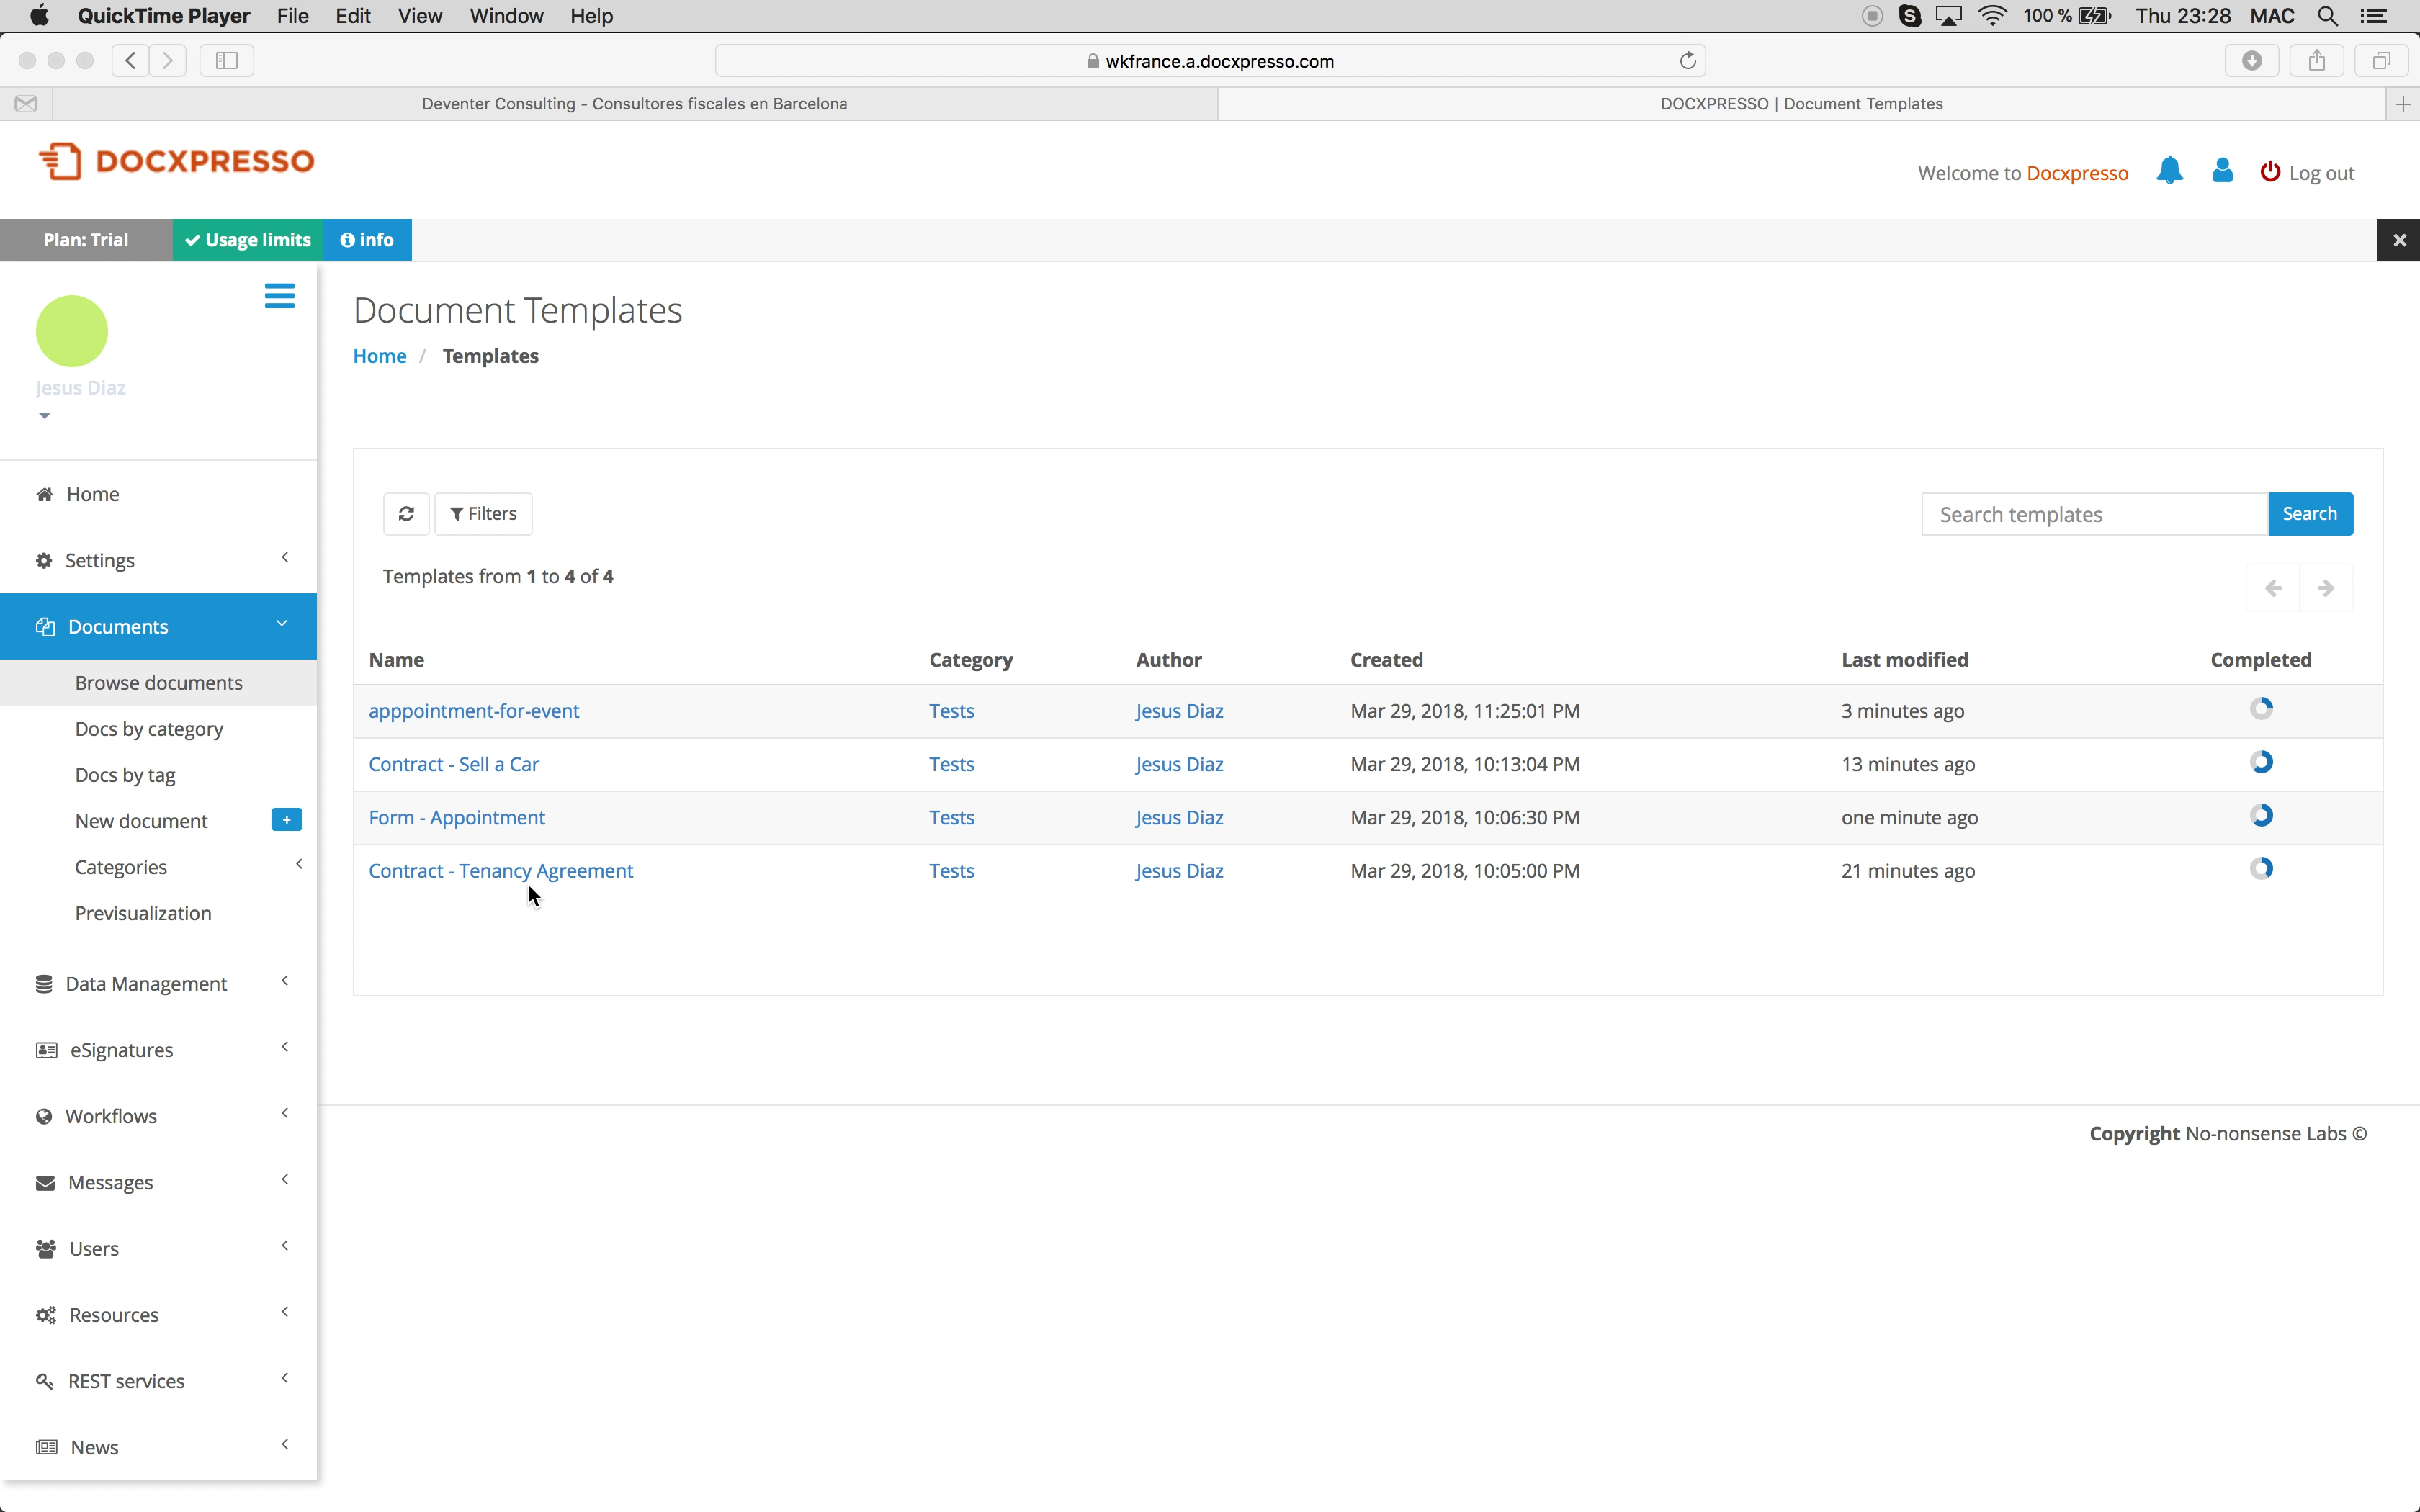 QuickTime Player File Edit View Window Help 100 % Thu 23:28 MAC
wkfrance.a.docxpresso.com
Deventer Consulting - Consultores fiscales en Barcelona DOCXPRESSO | Document Templates
DOCXPRESSO
Welcome to Docxpresso Log out
Plan: Trial Usage limits info
Jesus Diaz
Document Templates
Home / Templates
Home
Settings
Documents
Browse documents
Docs by category
Docs by tag
New document
Categories
Previsualization
Data Management
eSignatures
Workflows
Messages
Users
Resources
REST services
News
Filters Search templates Search
Templates from 1 to 4 of 4
Name Category Author Created Last modified Completed
apppointment-for-event Tests Jesus Diaz Mar 29, 2018, 11:25:01 PM 3 minutes ago
Contract - Sell a Car Tests Jesus Diaz Mar 29, 2018, 10:13:04 PM 13 minutes ago
Form - Appointment Tests Jesus Diaz Mar 29, 2018, 10:06:30 PM one minute ago
Contract - Tenancy Agreement Tests Jesus Diaz Mar 29, 2018, 10:05:00 PM 21 minutes ago
Copyright No-nonsense Labs ©